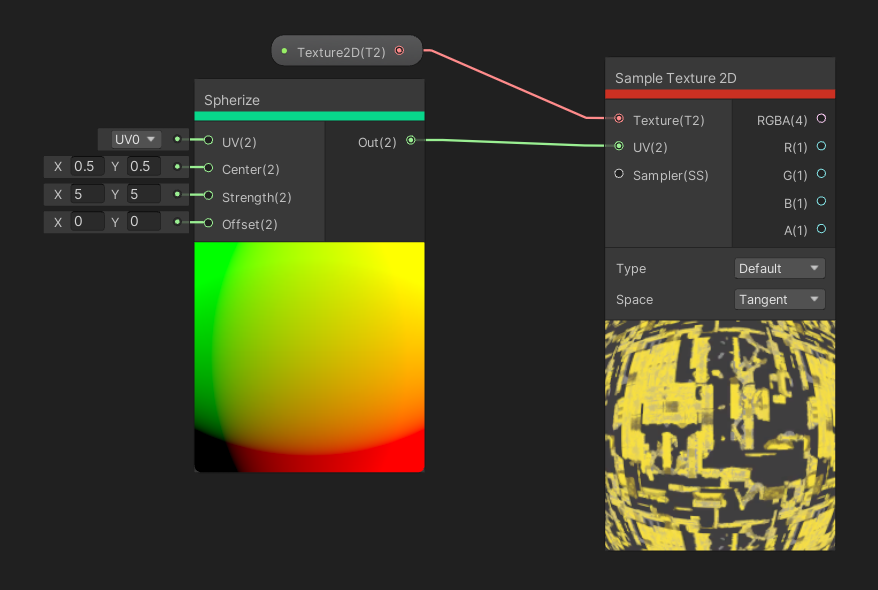 Texture2D(T2)
Spherize
UV0
UV(2)
Out(2)
X 0.5 Y 0.5
Center(2)
X 5 Y 5
Strength(2)
X 0 Y 0
Offset(2)
Sample Texture 2D
Texture(T2)
RGBA(4)
UV(2)
R(1)
Sampler(SS)
G(1)
B(1)
A(1)
Type
Default
Space
Tangent